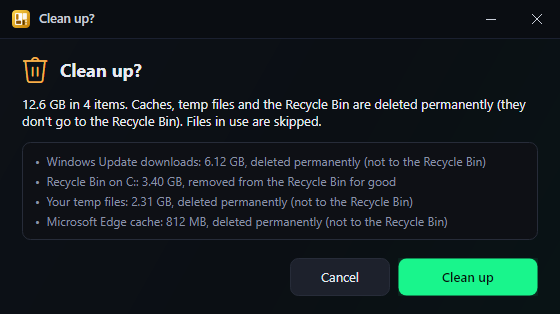 Clean up?
Clean up?
12.6 GB in 4 items. Caches, temp files and the Recycle Bin are deleted permanently (they
don't go to the Recycle Bin). Files in use are skipped.
• Windows Update downloads: 6.12 GB, deleted permanently (not to the Recycle Bin)
• Recycle Bin on C:: 3.40 GB, removed from the Recycle Bin for good
• Your temp files: 2.31 GB, deleted permanently (not to the Recycle Bin)
• Microsoft Edge cache: 812 MB, deleted permanently (not to the Recycle Bin)
Cancel
Clean up